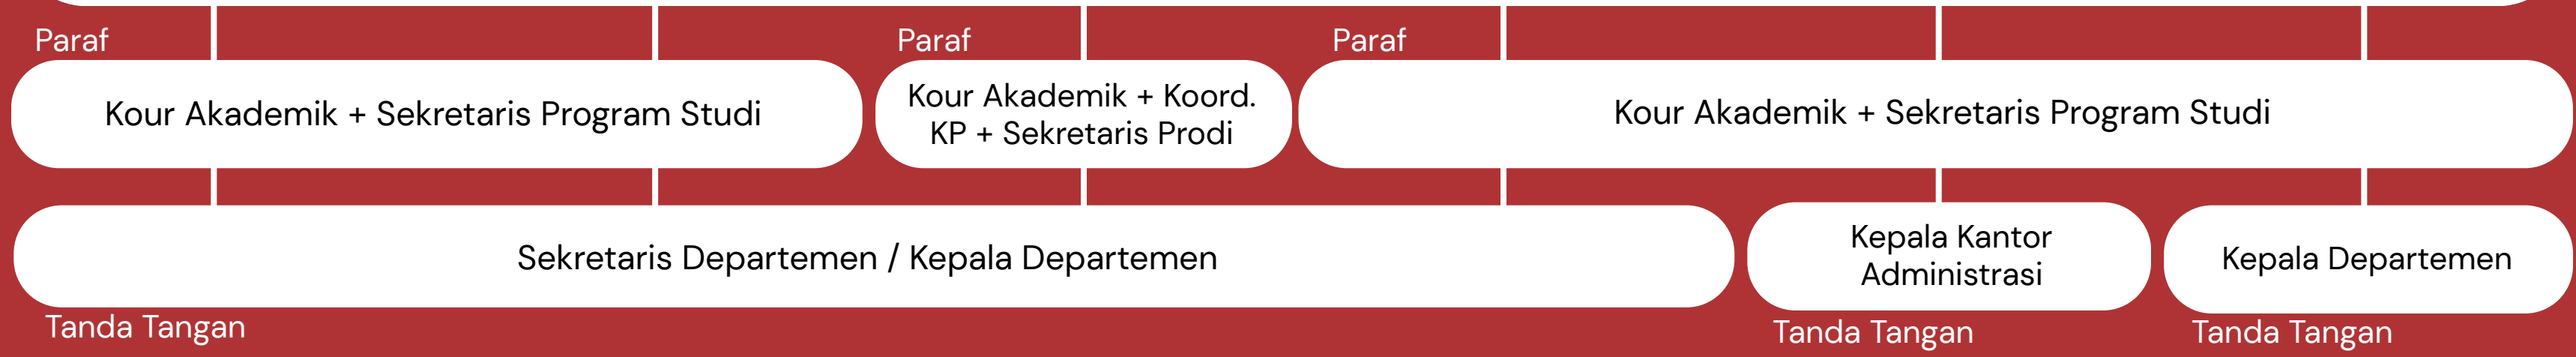 Paraf
Paraf
Paraf
Kour Akademik + Sekretaris Program Studi
Kour Akademik + Koord.
KP + Sekretaris Prodi
Kour Akademik + Sekretaris Program Studi
Sekretaris Departemen / Kepala Departemen
Kepala Kantor
Administrasi
Kepala Departemen
Tanda Tangan
Tanda Tangan
Tanda Tangan